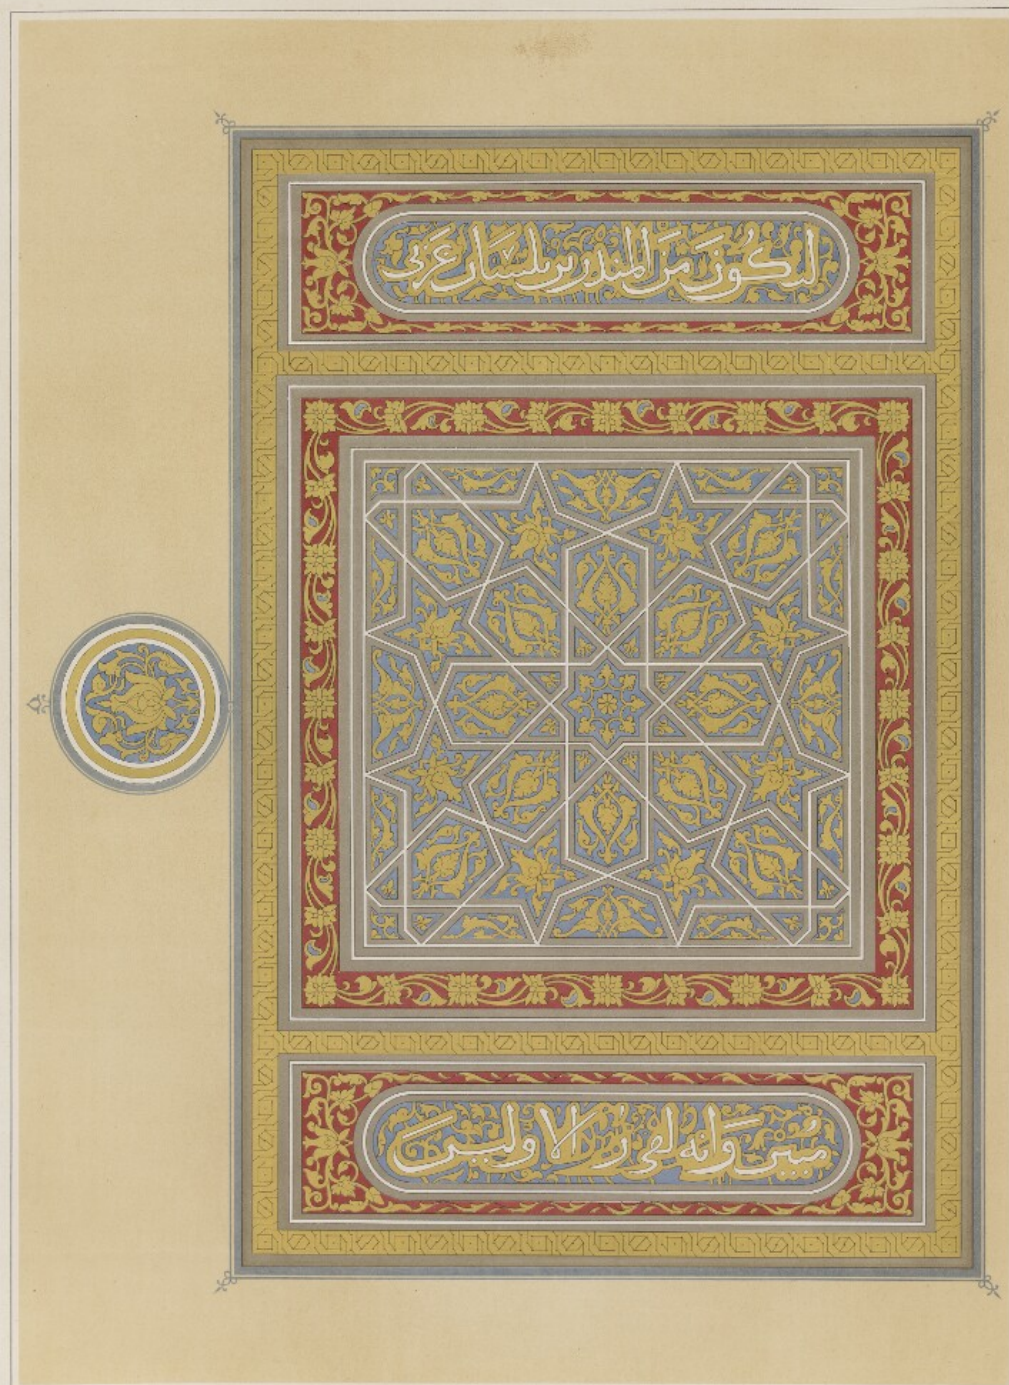 لتكون من المنذرين بلسان عربي
مبين وانه لفي زبر الاولين